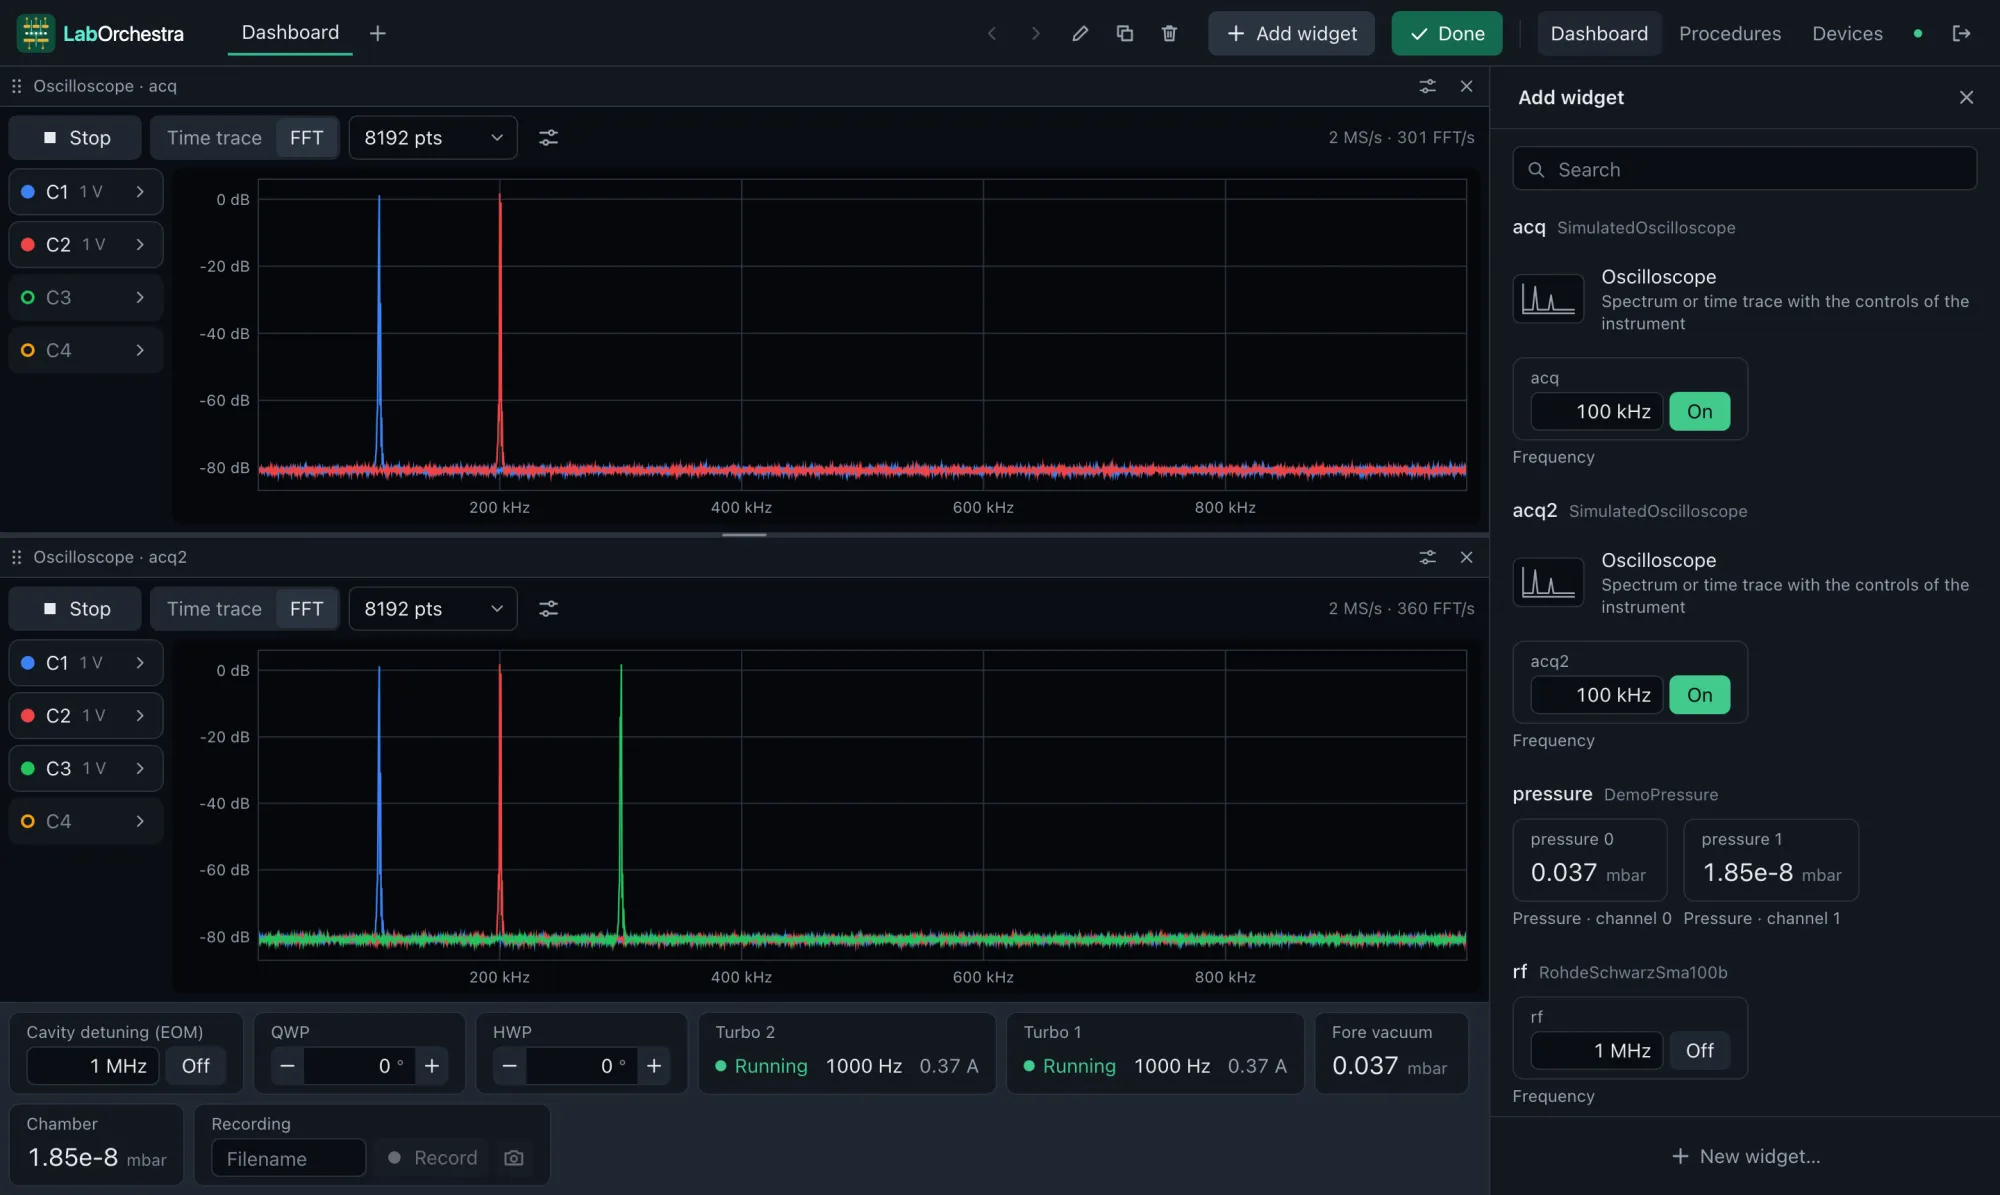 LabOrchestra
Dashboard
Add widget
Done
Dashboard
Procedures
Devices
Oscilloscope · acq
Stop
Time trace
FFT
8192 pts
2 MS/s · 301 FFT/s
C1 1 V
C2 1 V
C3
C4
0 dB
-20 dB
-40 dB
-60 dB
-80 dB
200 kHz
400 kHz
600 kHz
800 kHz
Oscilloscope · acq2
Stop
Time trace
FFT
8192 pts
2 MS/s · 360 FFT/s
C1 1 V
C2 1 V
C3 1 V
C4
0 dB
-20 dB
-40 dB
-60 dB
-80 dB
200 kHz
400 kHz
600 kHz
800 kHz
Cavity detuning (EOM)
1 MHz
Off
QWP
− 0 ° +
HWP
− 0 ° +
Turbo 2
Running 1000 Hz 0.37 A
Turbo 1
Running 1000 Hz 0.37 A
Fore vacuum
0.037 mbar
Chamber
1.85e-8 mbar
Recording
Filename
Record
Add widget
Search
acq SimulatedOscilloscope
Oscilloscope
Spectrum or time trace with the controls of the
instrument
acq
100 kHz
On
Frequency
acq2 SimulatedOscilloscope
Oscilloscope
Spectrum or time trace with the controls of the
instrument
acq2
100 kHz
On
Frequency
pressure DemoPressure
pressure 0
0.037 mbar
Pressure · channel 0
pressure 1
1.85e-8 mbar
Pressure · channel 1
rf RohdeSchwarzSma100b
rf
1 MHz
Off
Frequency
New widget...